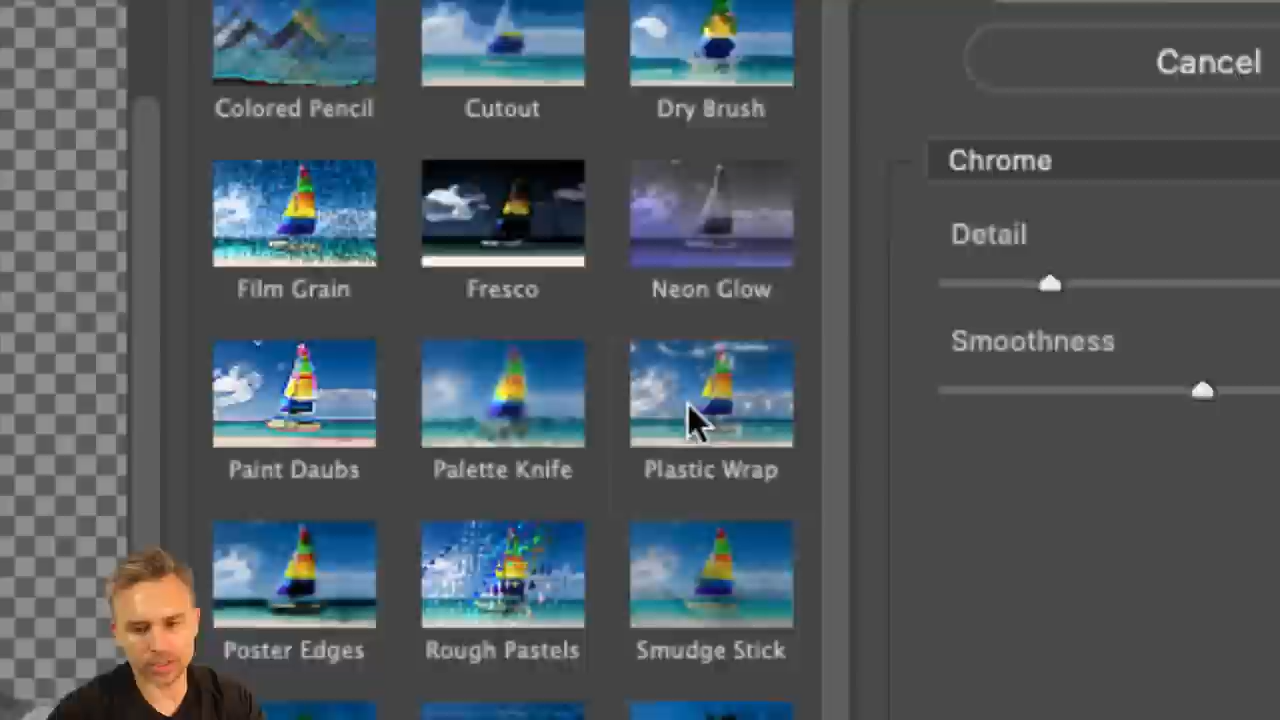 Cancel
Colored Pencil
Cutout
Dry Brush
Chrome
Detail
Film Grain
Fresco
Neon Glow
Smoothness
Paint Daubs
Palette Knife
Plastic Wrap
Poster Edges
Rough Pastels
Smudge Stick